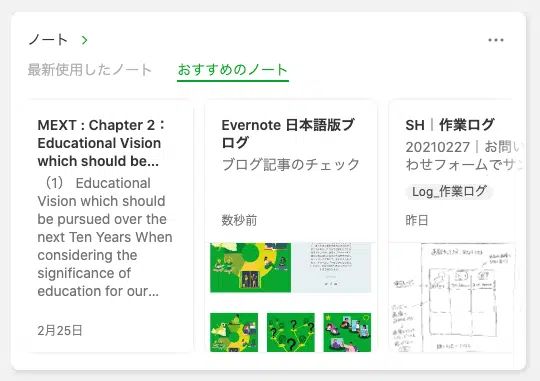 ノート
最新使用したノート
おすすめのノート
MEXT : Chapter 2：
Educational Vision
which should be...
（1） Educational
Vision which should
be pursued over the
next Ten Years When
considering the
significance of
education for our...
2月25日
Evernote 日本語版ブ
ログ
ブログ記事のチェック
数秒前
SH｜作業ログ
20210227｜お問い
わせフォームでサン
Log_作業ログ
昨日